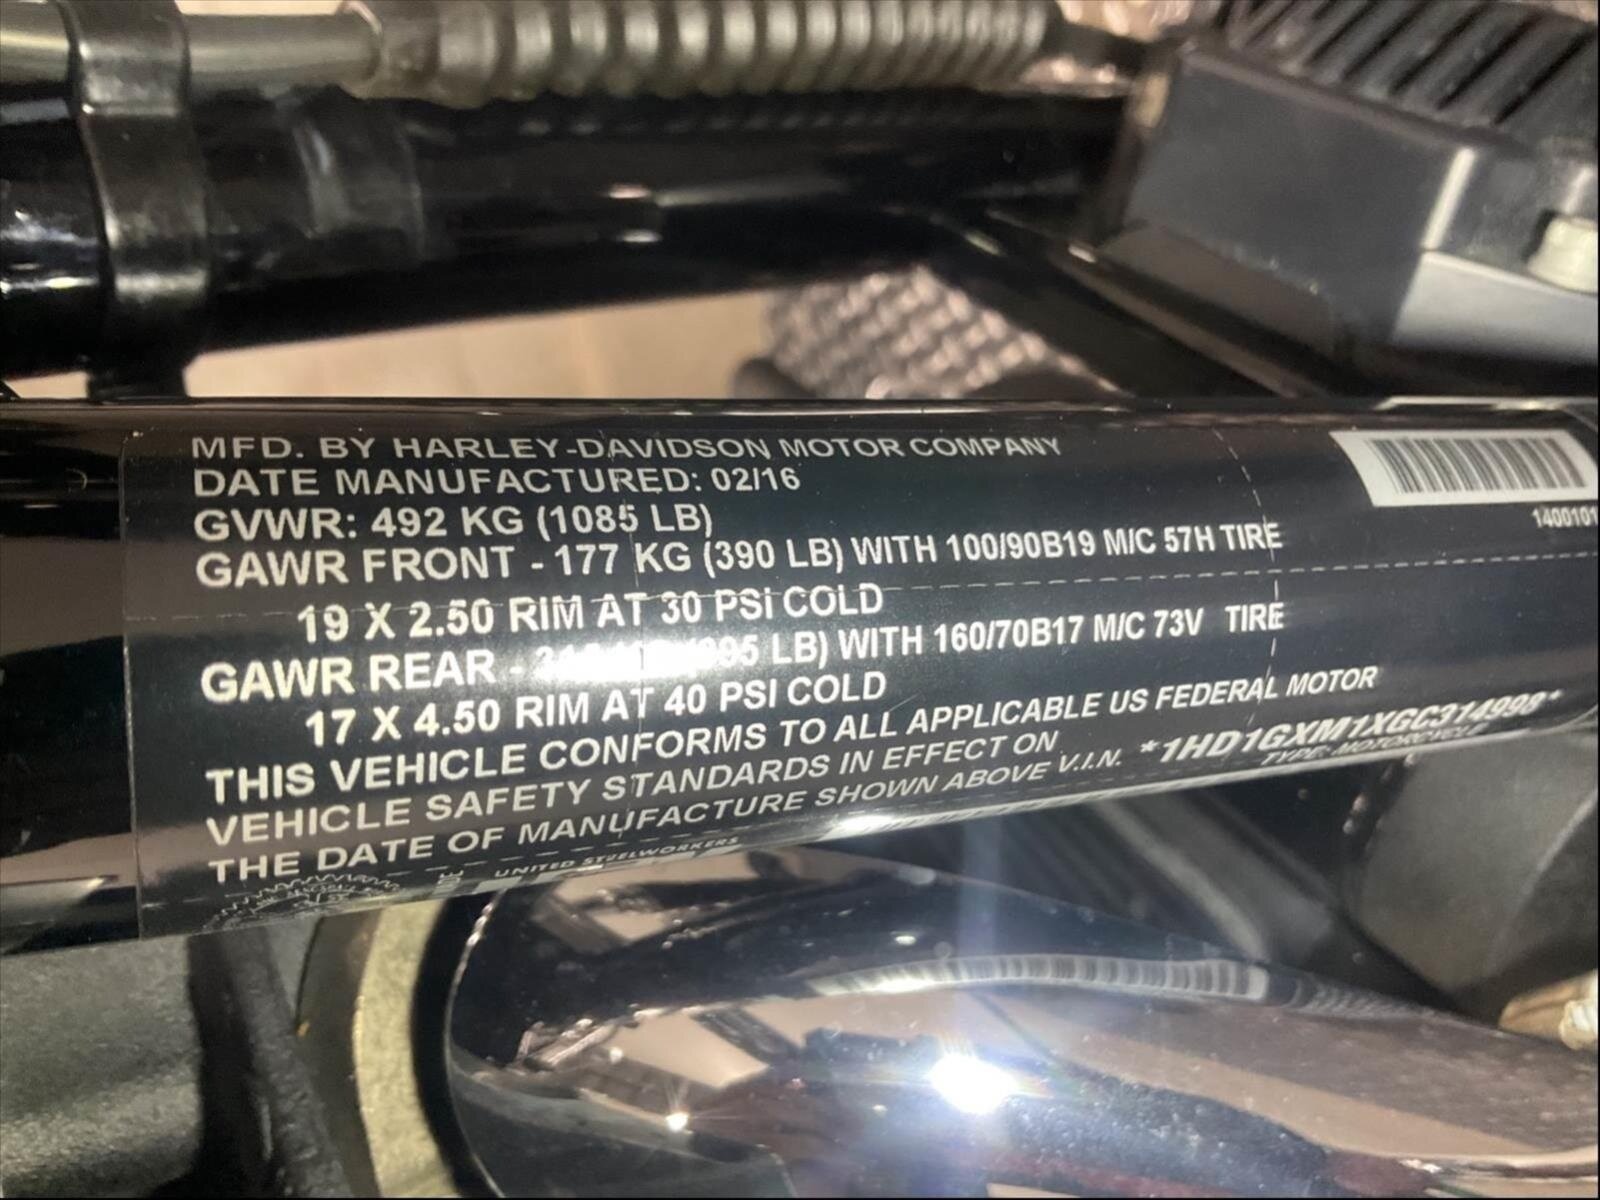 MFD. BY HARLEY-DAVIDSON MOTOR COMPANY
DATE MANUFACTURED: 02/16
GVWR: 492 KG (1085 LB)
GAWR FRONT - 177 KG (390 LB) WITH 100/90B19 M/C 57H TIRE
19 X 2.50 RIM AT 30 PSI COLD
GAWR REAR - LB) WITH 160/70B17 M/C 73V TIRE
17 X 4.50 RIM AT 40 PSI COLD
THIS VEHICLE CONFORMS TO ALL APPLICABLE US FEDERAL MOTOR
VEHICLE SAFETY STANDARDS IN EFFECT ON
THE DATE OF MANUFACTURE SHOWN ABOVE V.I.N. *1HD1GXM1XGC314998*
TYPE: MOTORCYCLE
UNITED STEELWORKERS
1400101